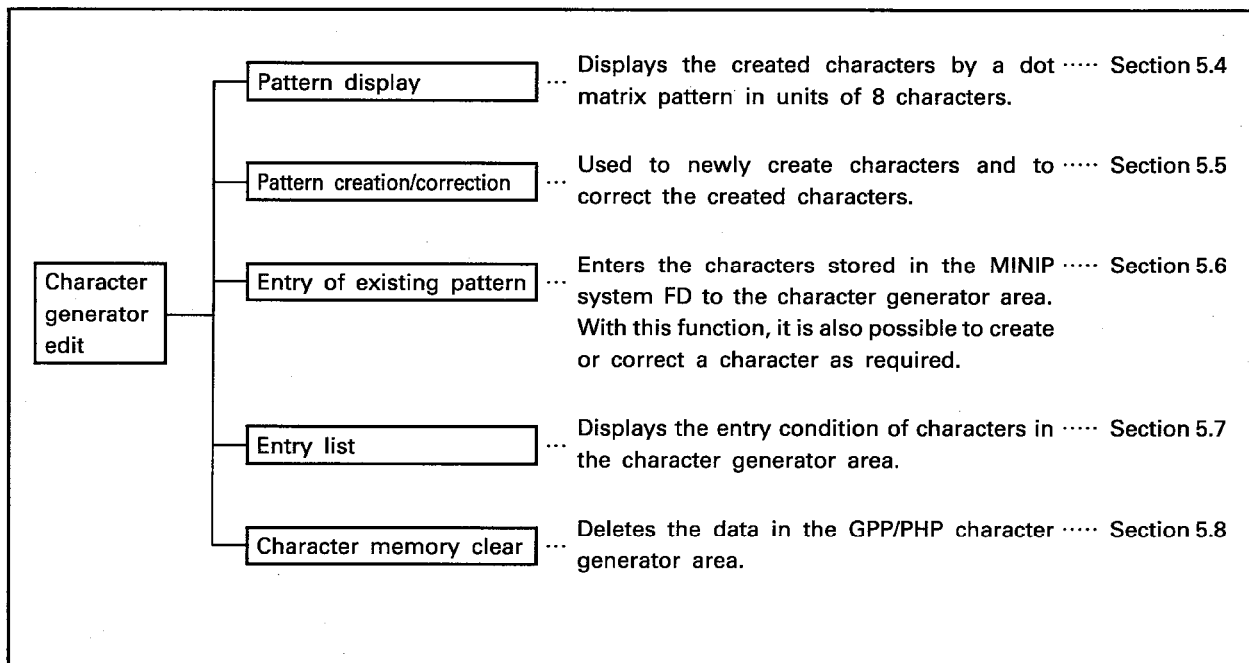 Pattern display ... Displays the created characters by a dot ····· Section 5.4
matrix pattern in units of 8 characters.
Pattern creation/correction ... Used to newly create characters and to ····· Section 5.5
correct the created characters.
Character
generator
edit
Entry of existing pattern ... Enters the characters stored in the MINIP ····· Section 5.6
system FD to the character generator area.
With this function, it is also possible to create
or correct a character as required.
Entry list ... Displays the entry condition of characters in ····· Section 5.7
the character generator area.
Character memory clear ... Deletes the data in the GPP/PHP character ····· Section 5.8
generator area.